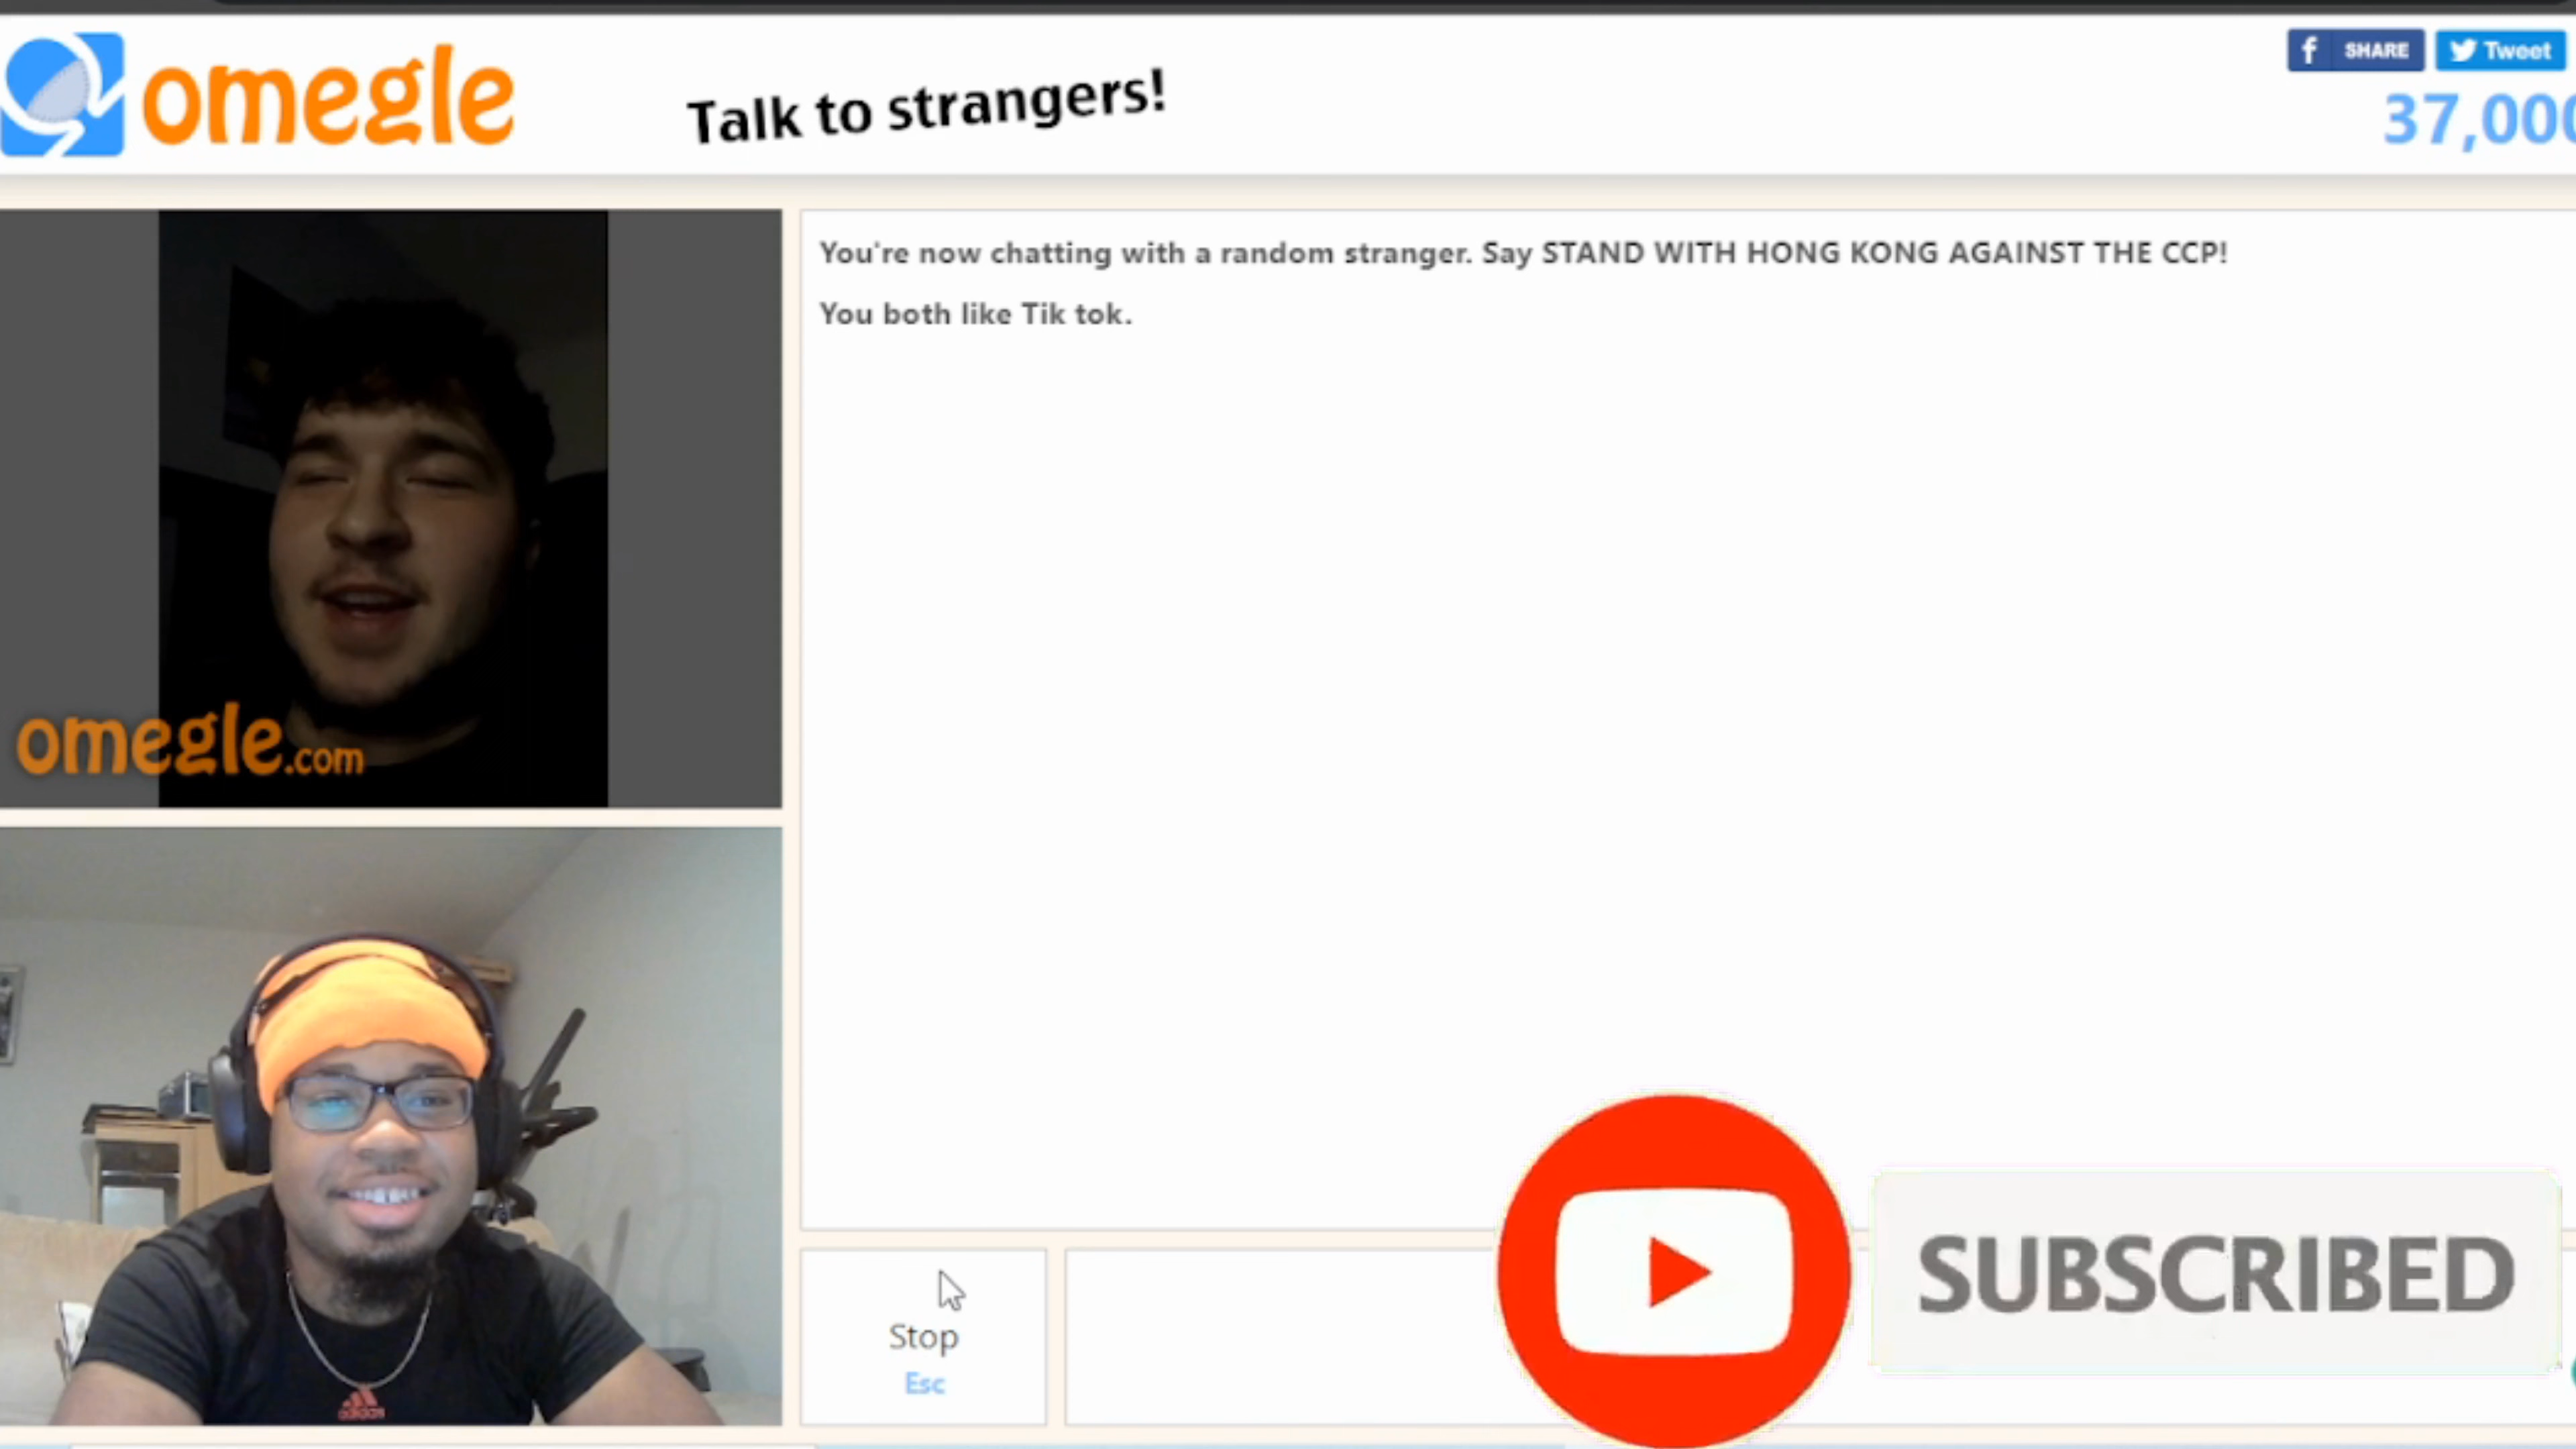 omegle
Talk to strangers!
SHARE
Tweet
37,000
You're now chatting with a random stranger. Say STAND WITH HONG KONG AGAINST THE CCP!
You both like Tik tok.
omegle.com
adidas
Stop
Esc
SUBSCRIBED